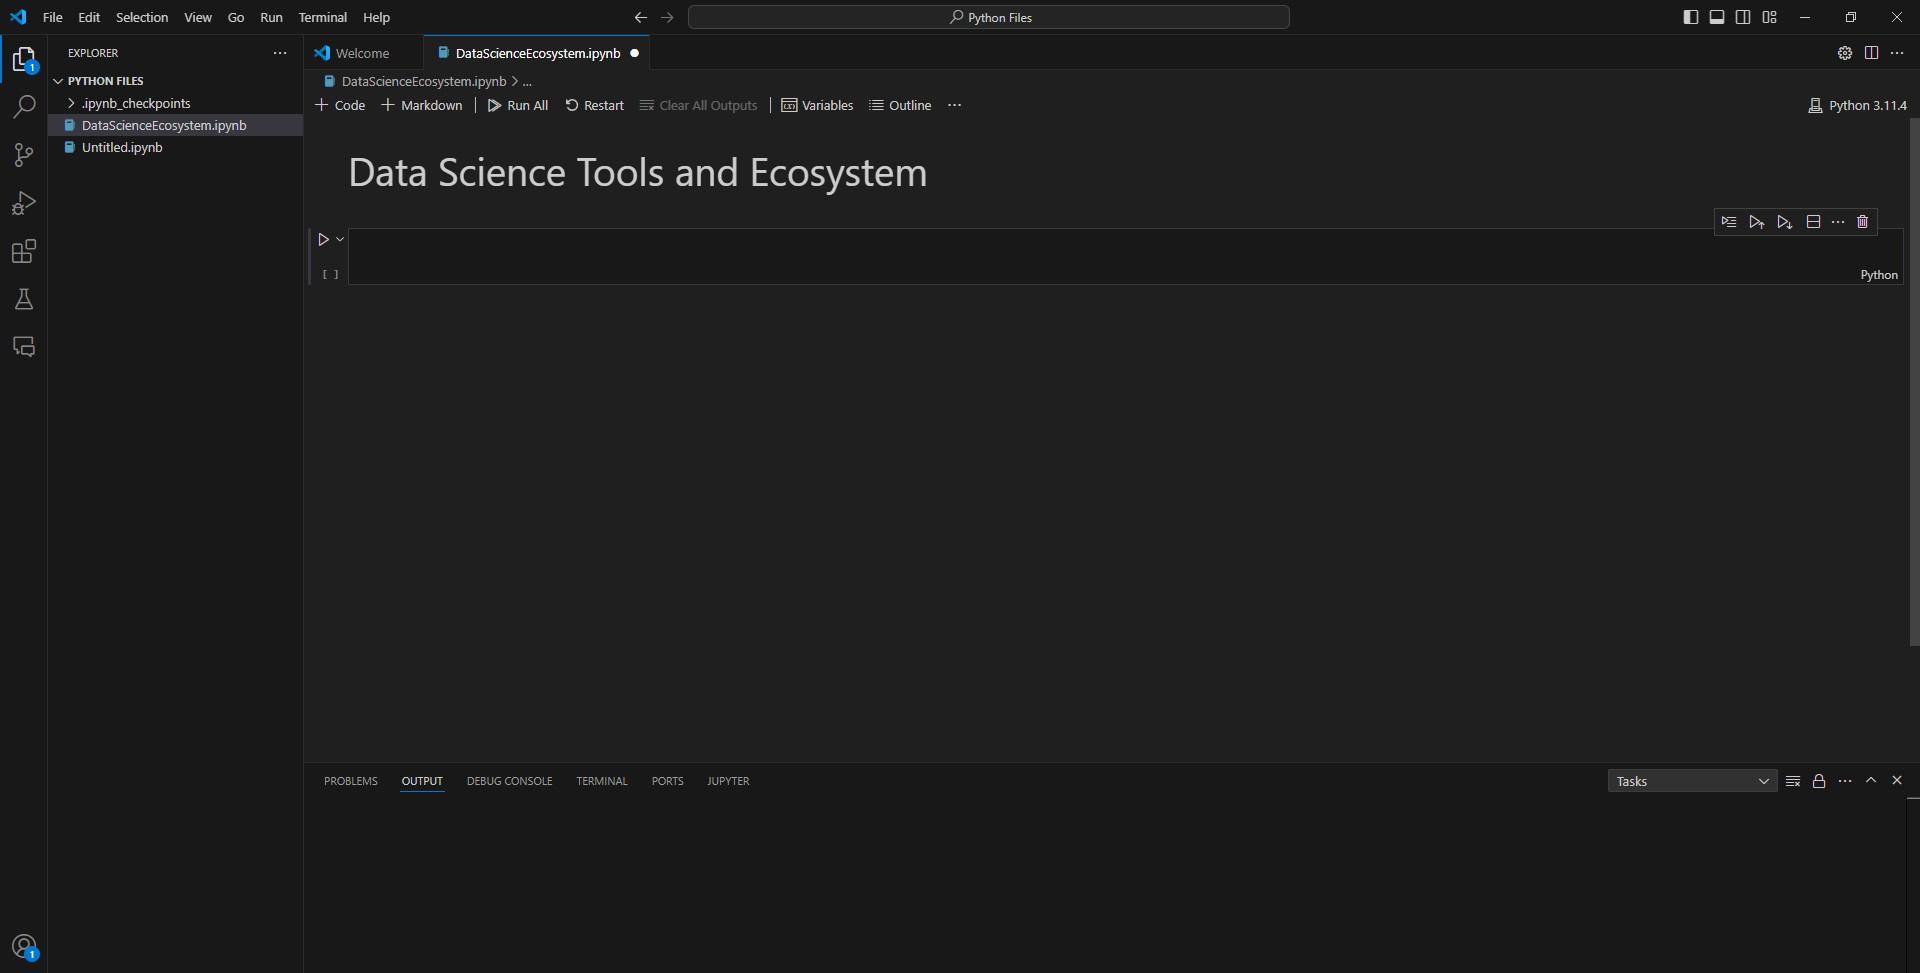 File Edit Selection View Go Run Terminal Help
Python Files
EXPLORER
PYTHON FILES
.ipynb_checkpoints
DataScienceEcosystem.ipynb
Untitled.ipynb
Welcome
DataScienceEcosystem.ipynb
DataScienceEcosystem.ipynb > ...
Code Markdown Run All Restart Clear All Outputs Variables Outline ...
Python 3.11.4
Data Science Tools and Ecosystem
[ ]
Python
PROBLEMS OUTPUT DEBUG CONSOLE TERMINAL PORTS JUPYTER
Tasks
1
1